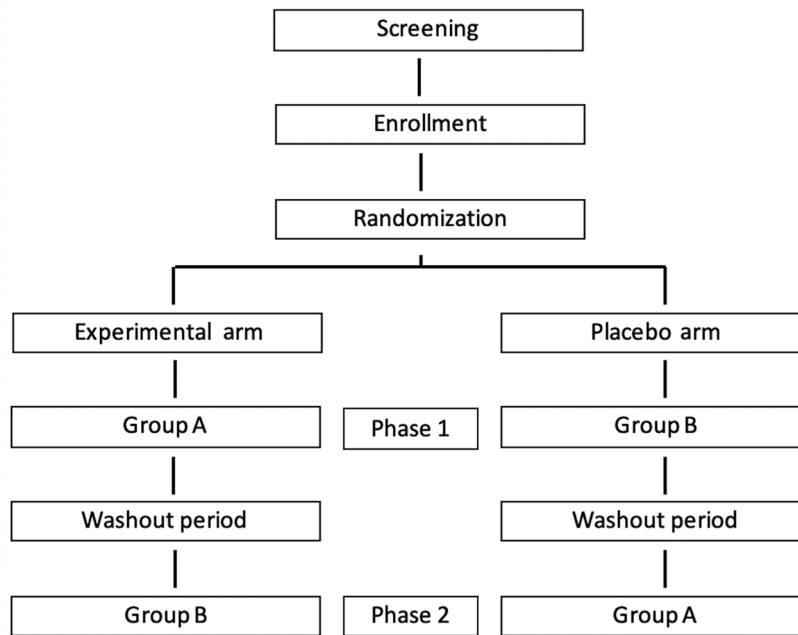 Screening
Enrollment
Randomization
Experimental arm
Placebo arm
Group A
Phase 1
Group B
Washout period
Washout period
Group B
Phase 2
Group A